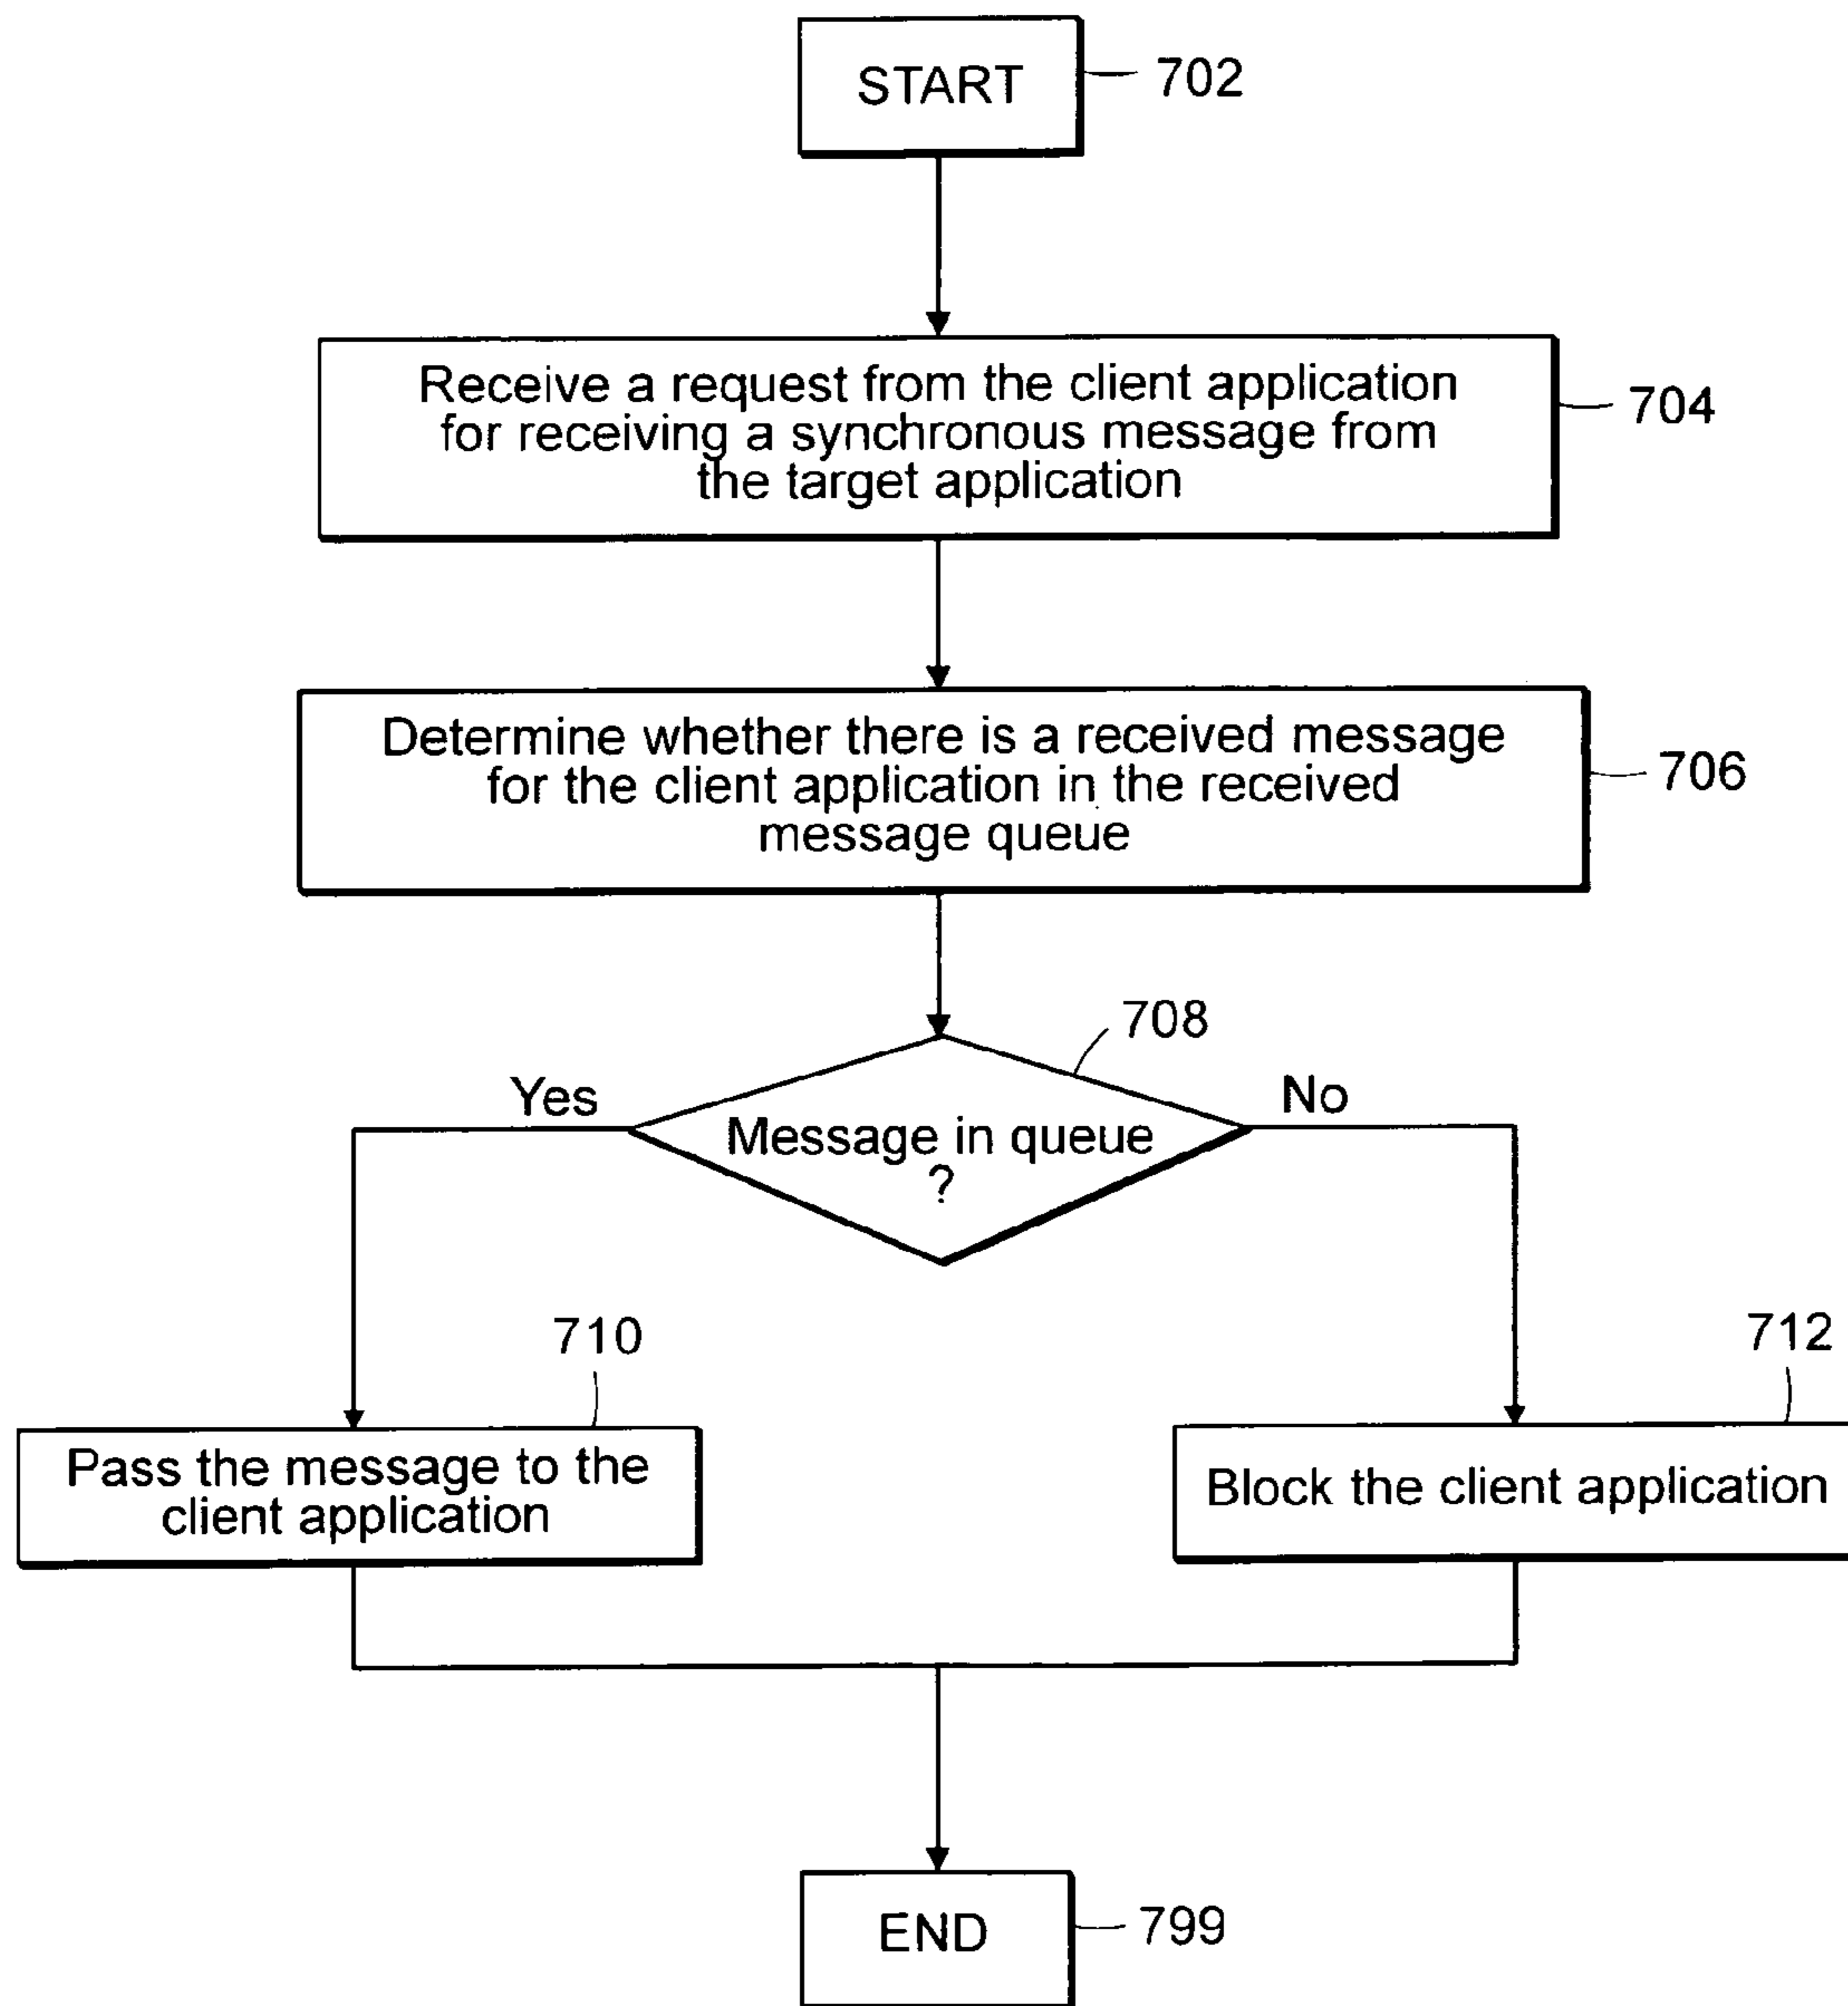 START
702
Receive a request from the client application
for receiving a synchronous message from
the target application
704
Determine whether there is a received message
for the client application in the received
message queue
706
708
Yes
No
Message in queue
?
710
712
Pass the message to the
client application
Block the client application
END
799